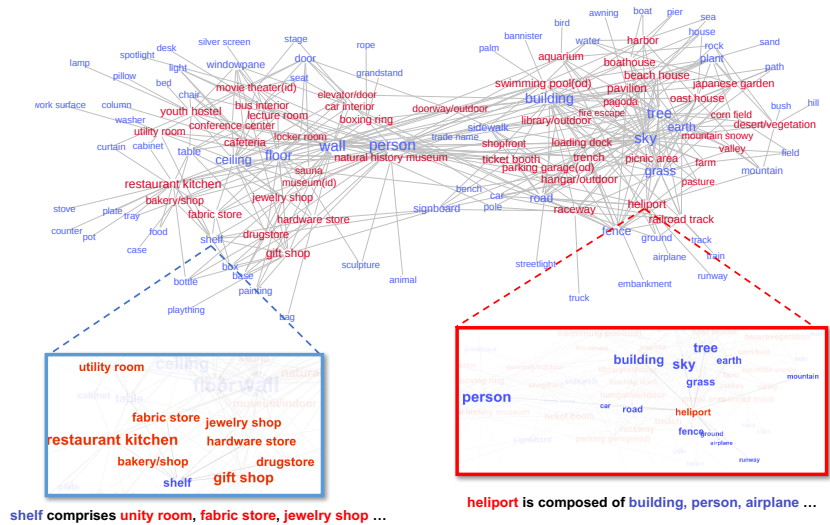 awning boat pier
bird sea
stage bannister house
desk silver screen rope water harbor rock sand
spotlight door palm aquarium plant
lamp light windowpane boathouse path
pillow seat grandstand beach house
bed movie theater(id) swimming pool(od) pavilion japanese garden
chair elevator/door building pagoda oast house
work surface column bus interior car interior doorway/outdoor fire escape tree corn field bush hill
youth hostel lecture room boxing ring library/outdoor earth desert/vegetation
washer conference center sidewalk sky mountain snowy
utility room locker room trade name
curtain cabinet cafeteria wall person shopfront loading dock valley
table ceiling floor natural history museum ticket booth trench picnic area farm field
sauna parking garage(od) grass mountain
restaurant kitchen museum(id) hangar/outdoor pasture
bakery/shop jewelry shop bench car road
stove plate fabric store signboard pole raceway heliport
tray hardware store railroad track
counter food drugstore fence
pot shelf ground track
case gift shop airplane train
box sculpture streetlight
bottle base animal runway
painting embankment
plaything bag truck
utility room ceiling
floor wall
cabinet table
museum/indoor
fabric store jewelry shop
restaurant kitchen hardware store
bakery/shop drugstore
shelf gift shop
tree
building sky earth
grass mountain
person
car road heliport
fence ground
airplane
runway
shelf comprises unity room, fabric store, jewelry shop ...
heliport is composed of building, person, airplane ...